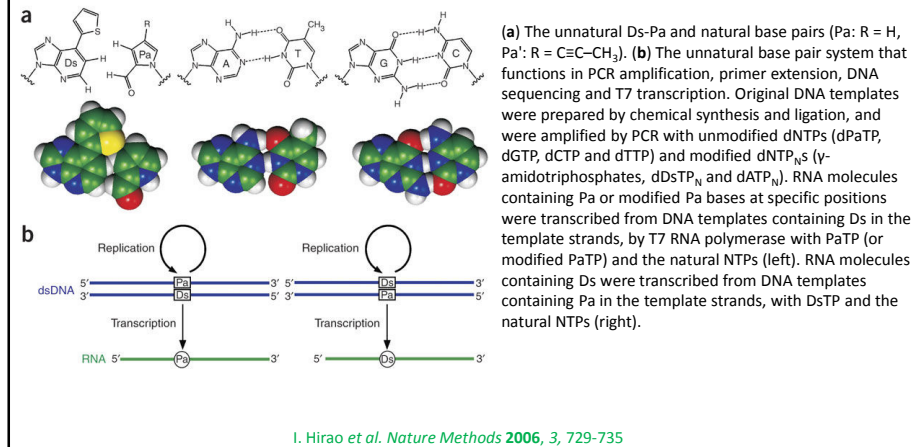 a
R
S
N
N
N
Ds
H
H
H
Pa
N
O
H
N
N
N
A
N
H
N
H
O
CH₃
H
N
T
N
O
N
N
O
G
N
H
N
H
H
H
N
H
N
C
N
O
b
Replication
Replication
dsDNA
5′
Pa
3′
3′
Ds
5′
5′
Ds
3′
3′
Pa
5′
Transcription
Transcription
RNA
5′
Pa
3′
5′
Ds
3′
(a) The unnatural Ds-Pa and natural base pairs (Pa: R = H,
Pa': R = C≡C–CH₃). (b) The unnatural base pair system that
functions in PCR amplification, primer extension, DNA
sequencing and T7 transcription. Original DNA templates
were prepared by chemical synthesis and ligation, and
were amplified by PCR with unmodified dNTPs (dPaTP,
dGTP, dCTP and dTTP) and modified dNTP_Ns (γ-
amidotriphosphates, dDsTP_N and dATP_N). RNA molecules
containing Pa or modified Pa bases at specific positions
were transcribed from DNA templates containing Ds in the
template strands, by T7 RNA polymerase with PaTP (or
modified PaTP) and the natural NTPs (left). RNA molecules
containing Ds were transcribed from DNA templates
containing Pa in the template strands, with DsTP and the
natural NTPs (right).
I. Hirao et al. Nature Methods 2006, 3, 729-735